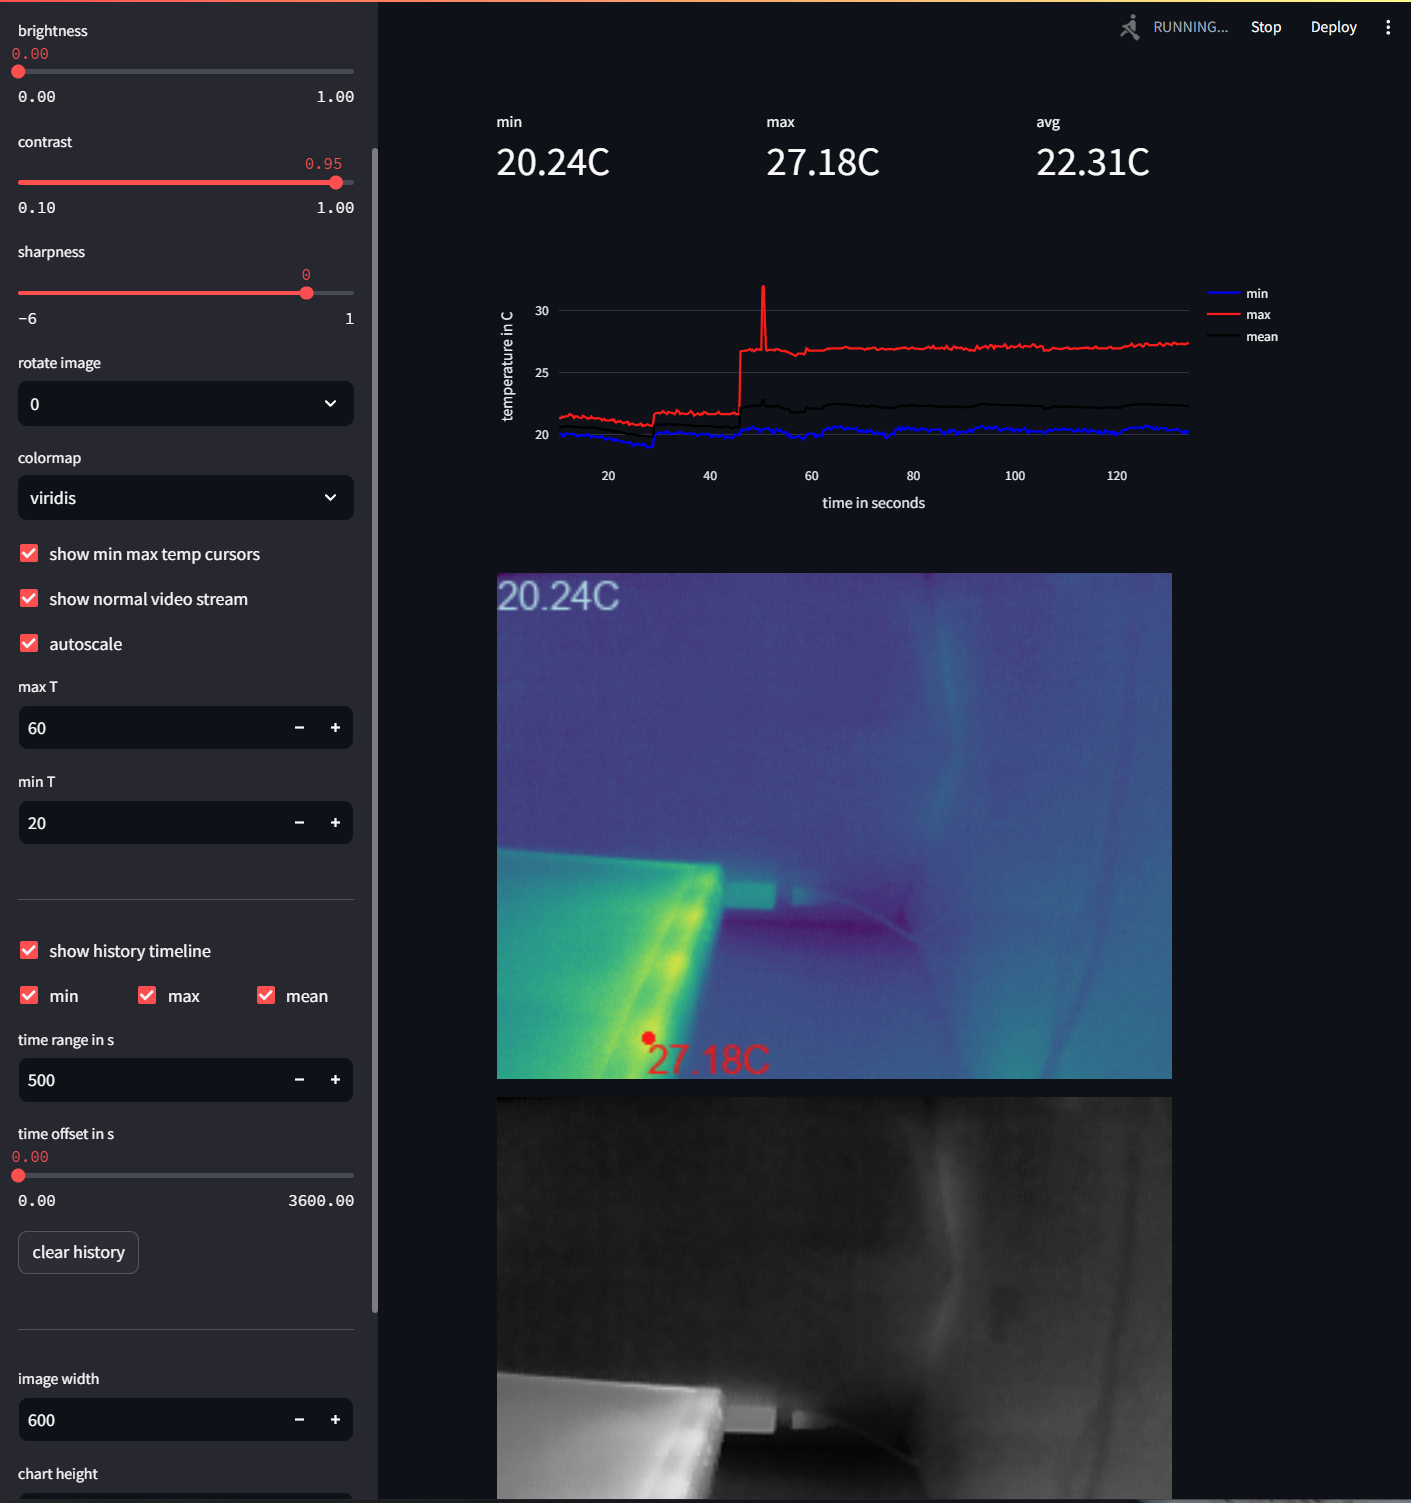 brightness
0.00
0.00 1.00
contrast
0.95
0.10 1.00
sharpness
0
-6 1
rotate image
0
colormap
viridis
show min max temp cursors
show normal video stream
autoscale
max T
60
min T
20
show history timeline
min max mean
time range in s
500
time offset in s
0.00
0.00 3600.00
clear history
image width
600
chart height
RUNNING... Stop Deploy
min max avg
20.24C 27.18C 22.31C
temperature in C
30
25
20
20 40 60 80 100 120
time in seconds
min
max
mean
20.24C
27.18C